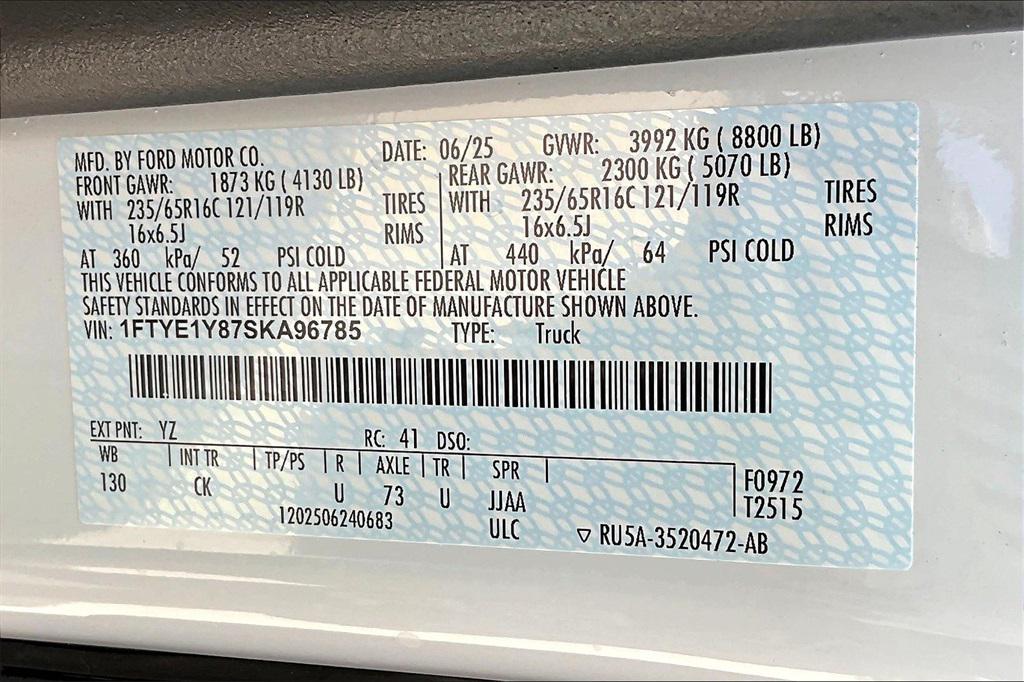 MFD. BY FORD MOTOR CO. DATE: 06/25 GVWR: 3992 KG ( 8800 LB)
FRONT GAWR: 1873 KG ( 4130 LB) REAR GAWR: 2300 KG ( 5070 LB)
WITH 235/65R16C 121/119R TIRES WITH 235/65R16C 121/119R TIRES
16x6.5J RIMS 16x6.5J RIMS
AT 360 kPa/ 52 PSI COLD AT 440 kPa/ 64 PSI COLD
THIS VEHICLE CONFORMS TO ALL APPLICABLE FEDERAL MOTOR VEHICLE
SAFETY STANDARDS IN EFFECT ON THE DATE OF MANUFACTURE SHOWN ABOVE.
VIN: 1FTYE1Y87SKA96785 TYPE: Truck
EXT PNT: YZ RC: 41 DSO:
WB INT TR TP/PS R AXLE TR SPR
130 CK U 73 U JJAA F0972
ULC T2515
1202506240683 ▽ RU5A-3520472-AB